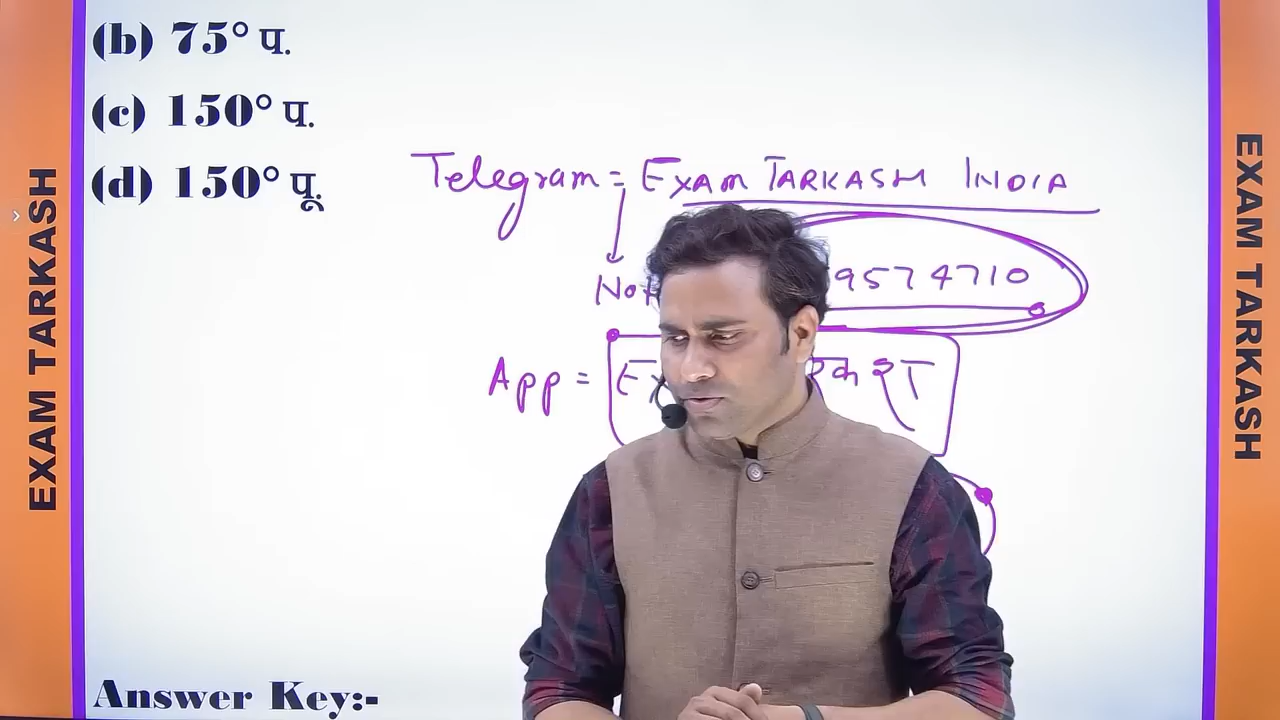 (b) 75° प.
(c) 150° प.
(d) 150° पू.
Telegram = EXAM TARKASH INDIA
9574710
App =
Answer Key:-
EXAM TARKASH
EXAM TARKASH